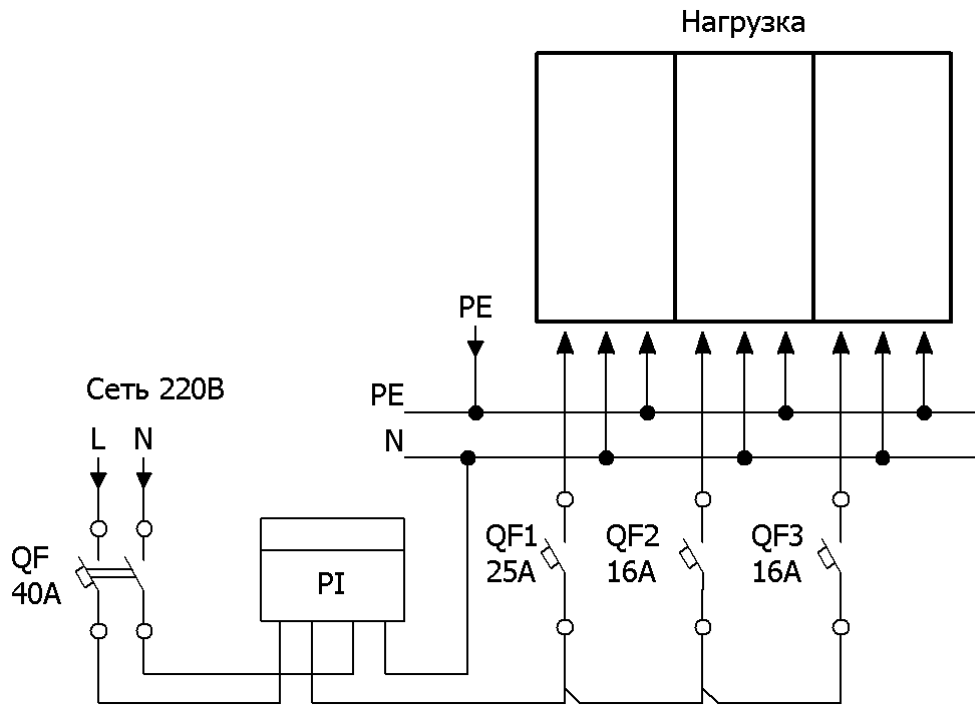 Нагрузка
PE
Сеть 220В
PE
L N
N
QF
40A
PI
QF1
25A
QF2
16A
QF3
16A